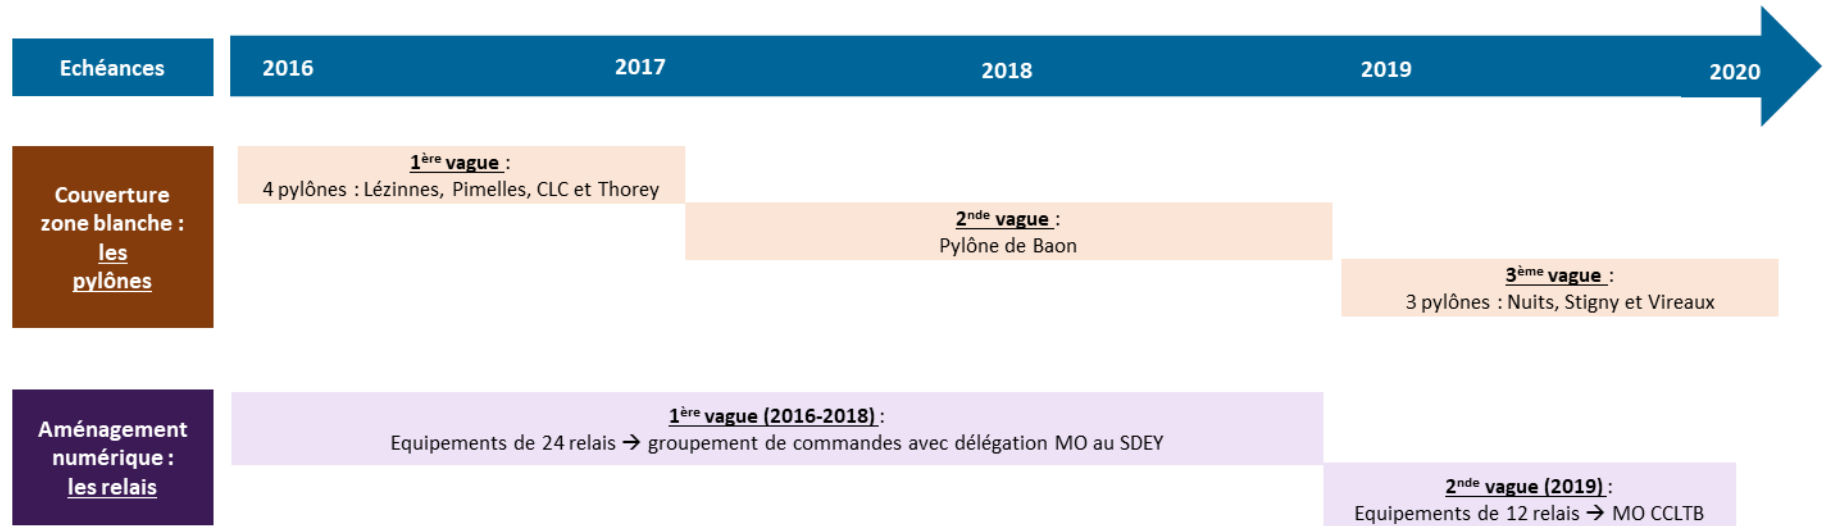 Echéances
2016
2017
2018
2019
2020
Couverture
zone blanche :
les
pylônes
1ère vague :
4 pylônes : Lézinnes, Pimelles, CLC et Thorey
2nde vague :
Pylône de Baon
3ème vague :
3 pylônes : Nuits, Stigny et Vireaux
Aménagement
numérique :
les relais
1ère vague (2016-2018) :
Equipements de 24 relais → groupement de commandes avec délégation MO au SDEY
2nde vague (2019) :
Equipements de 12 relais → MO CCLTB